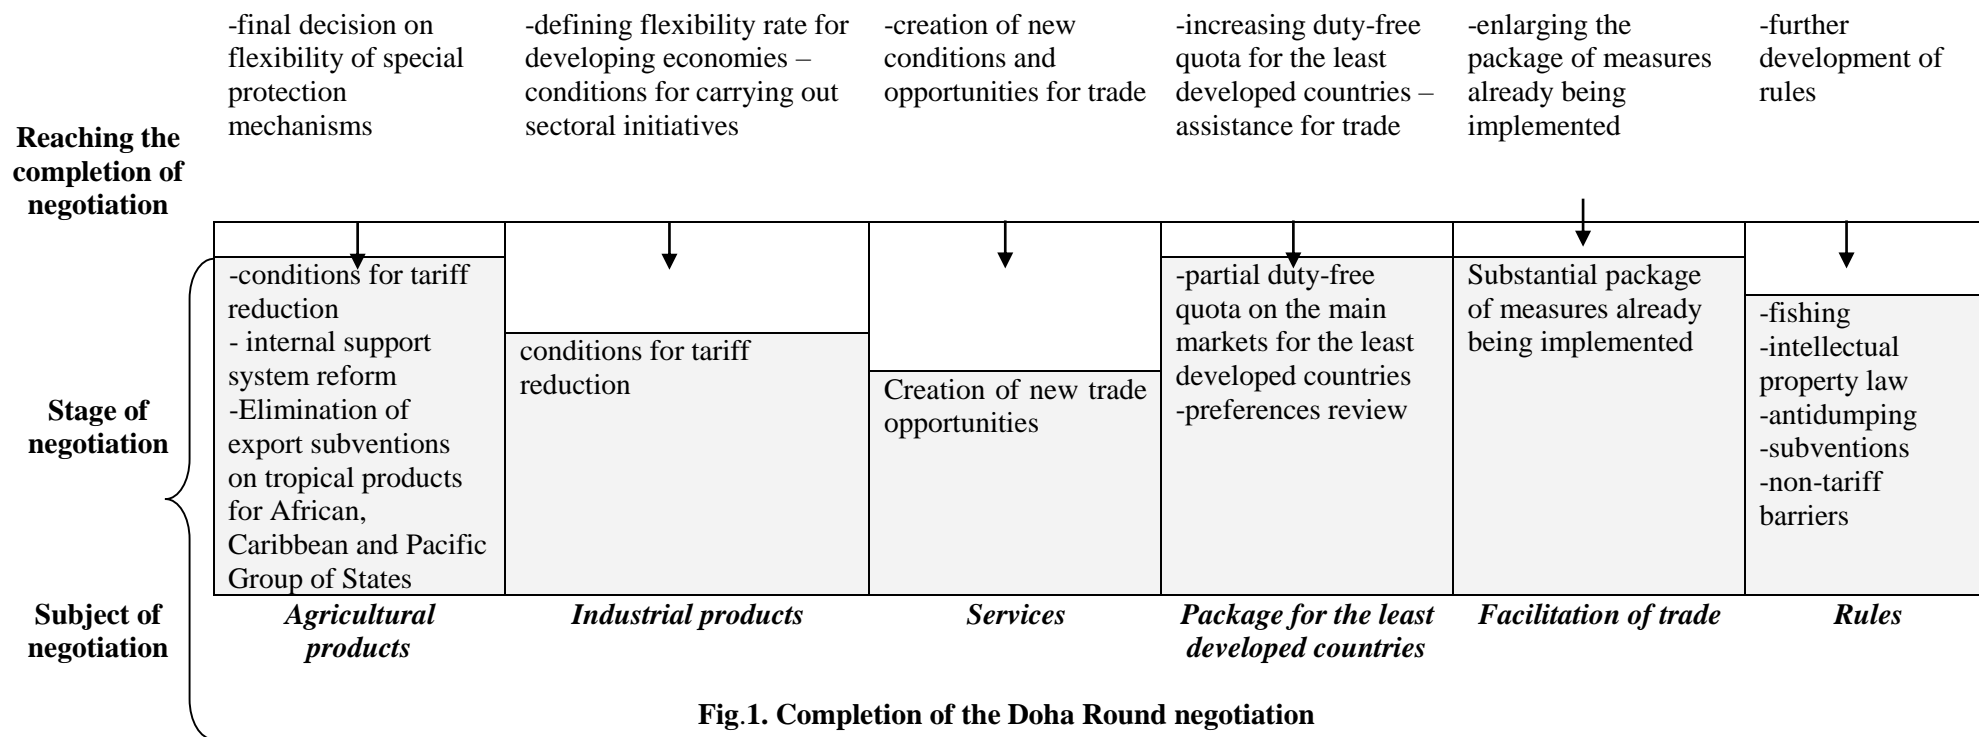 -final decision on
flexibility of special
protection
mechanisms
-defining flexibility rate for
developing economies –
conditions for carrying out
sectoral initiatives
-creation of new
conditions and
opportunities for trade
-increasing duty-free
quota for the least
developed countries –
assistance for trade
-enlarging the
package of measures
already being
implemented
-further
development of
rules
Reaching the
completion of
negotiation
Stage of
negotiation
-conditions for tariff
reduction
- internal support
system reform
-Elimination of
export subventions
on tropical products
for African,
Caribbean and Pacific
Group of States
conditions for tariff
reduction
Creation of new trade
opportunities
-partial duty-free
quota on the main
markets for the least
developed countries
-preferences review
Substantial package
of measures already
being implemented
-fishing
-intellectual
property law
-antidumping
-subventions
-non-tariff
barriers
Subject of
negotiation
Agricultural
products
Industrial products
Services
Package for the least
developed countries
Facilitation of trade
Rules
Fig.1. Completion of the Doha Round negotiation